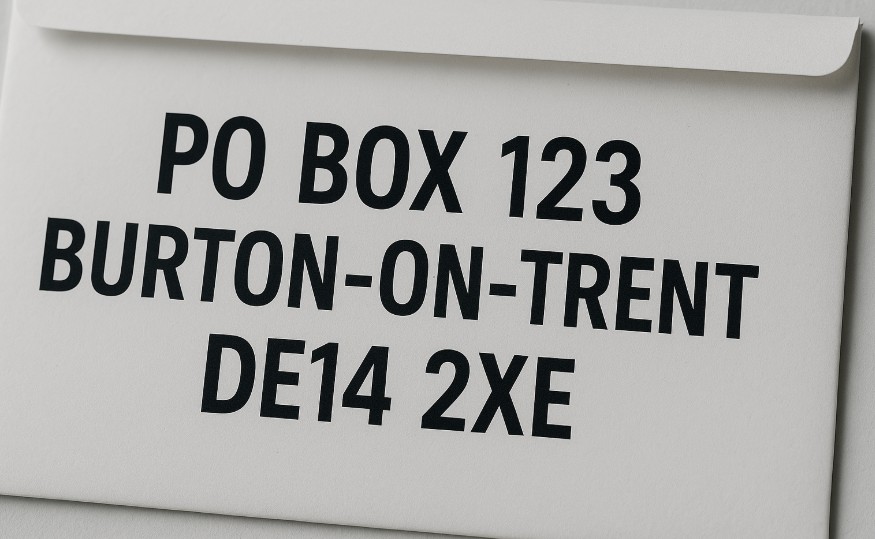 PO BOX 123
BURTON-ON-TRENT
DE14 2XE